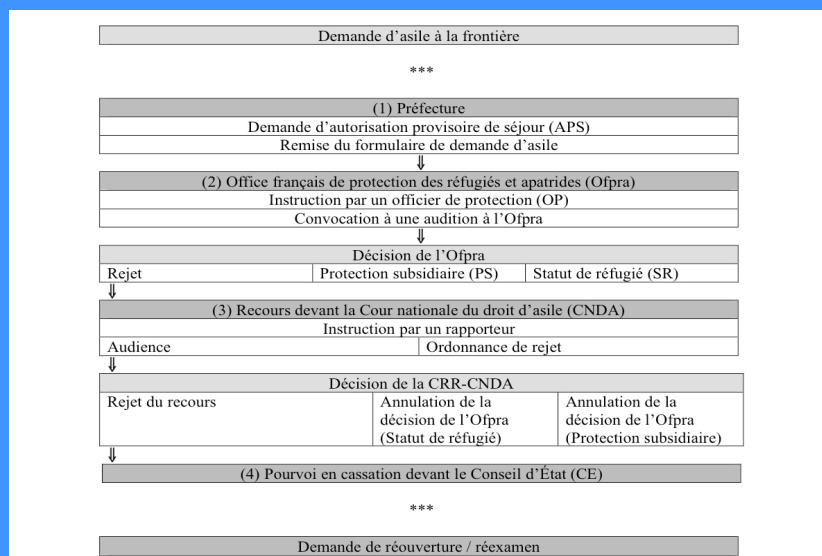 Demande d’asile à la frontière
***
(1) Préfecture
Demande d’autorisation provisoire de séjour (APS)
Remise du formulaire de demande d’asile
⇓
(2) Office français de protection des réfugiés et apatrides (Ofpra)
Instruction par un officier de protection (OP)
Convocation à une audition à l’Ofpra
⇓
Décision de l’Ofpra
Rejet Protection subsidiaire (PS) Statut de réfugié (SR)
⇓
(3) Recours devant la Cour nationale du droit d’asile (CNDA)
Instruction par un rapporteur
Audience Ordonnance de rejet
⇓
Décision de la CRR-CNDA
Rejet du recours
Annulation de la
décision de l’Ofpra
(Statut de réfugié)
Annulation de la
décision de l’Ofpra
(Protection subsidiaire)
⇓
(4) Pourvoi en cassation devant le Conseil d’État (CE)
***
Demande de réouverture / réexamen